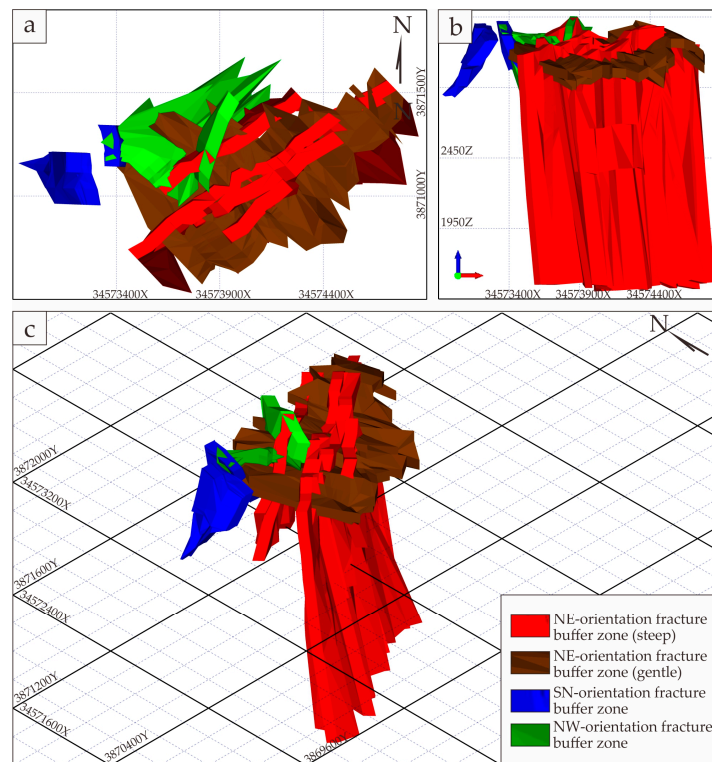 a
N
3871500Y
3871000Y
34573400X
34573900X
34574400X
b
2450Z
1950Z
34573400X
34573900X
34574400X
c
N
3872000Y
34573200X
3871600Y
34572400X
3871200Y
34571600X
3870400Y
3869600Y
NE-orientation fracture
buffer zone (steep)
NE-orientation fracture
buffer zone (gentle)
SN-orientation fracture
buffer zone
NW-orientation fracture
buffer zone